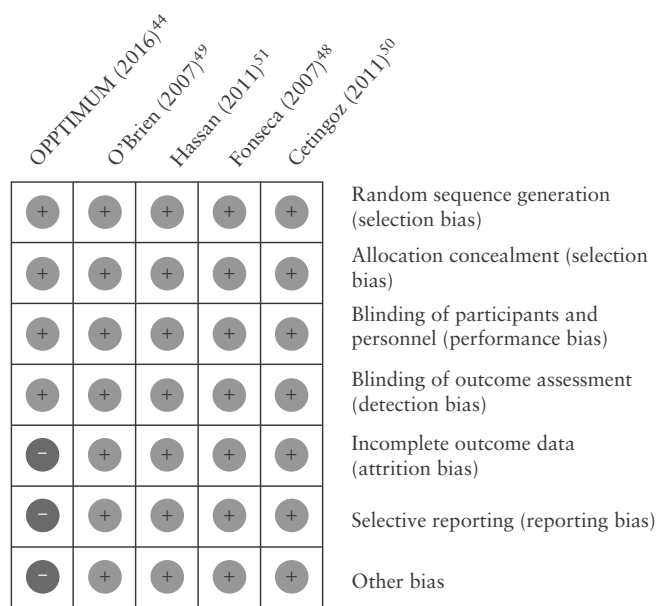 OPPTIMUM (2016)44
O'Brien (2007)49
Hassan (2011)51
Fonseca (2007)48
Cetingoz (2011)50
+ + + + + Random sequence generation
(selection bias)
+ + + + + Allocation concealment (selection
bias)
+ + + + + Blinding of participants and
personnel (performance bias)
+ + + + + Blinding of outcome assessment
(detection bias)
− + + + + Incomplete outcome data
(attrition bias)
− + + + + Selective reporting (reporting bias)
− + + + + Other bias